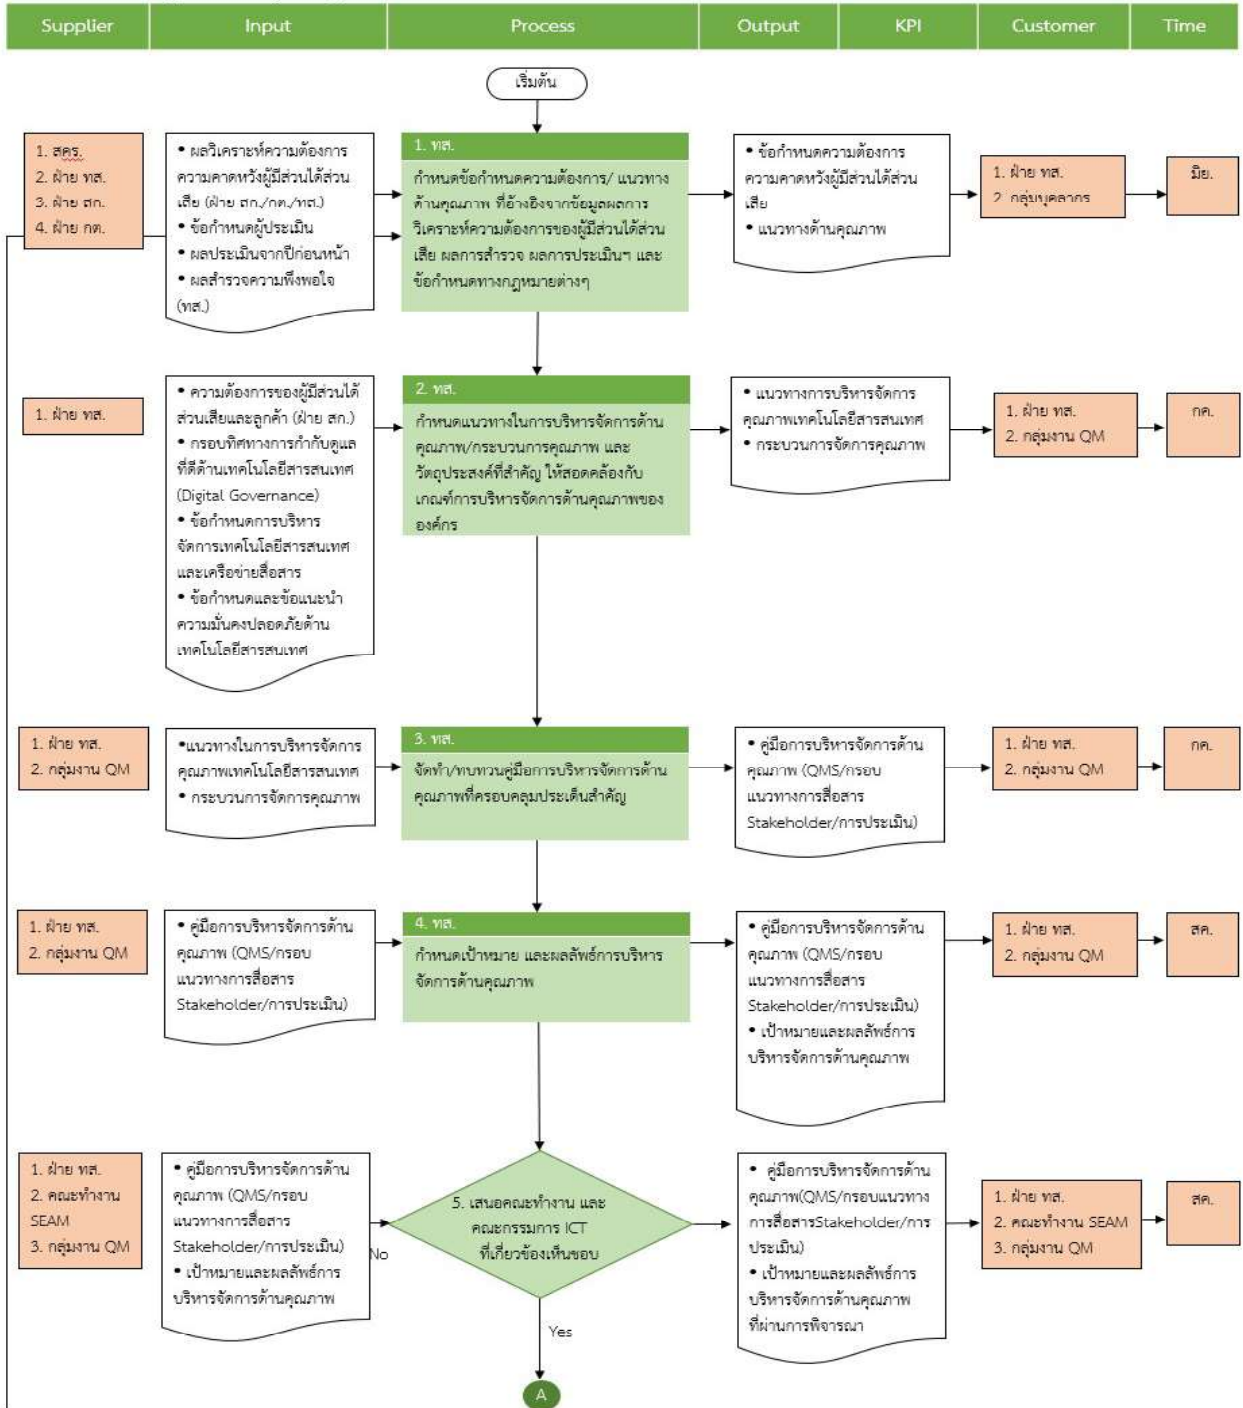 Supplier
Input
Process
Output
KPI
Customer
Time
เริ่มต้น
1. สคร.
2. ฝ่าย ทส.
3. ฝ่าย สก.
4. ฝ่าย กต.
• ผลวิเคราะห์ความต้องการ
ความคาดหวังผู้มีส่วนได้ส่วน
เสีย (ฝ่าย สก./กต./ทส.)
• ข้อกำหนดผู้ประเมิน
• ผลประเมินจากปีก่อนหน้า
• ผลสำรวจความพึงพอใจ
(ทส.)
1. ทส.
กำหนดข้อกำหนดความต้องการ/ แนวทาง
ด้านคุณภาพ ที่อ้างอิงจากข้อมูลผลการ
วิเคราะห์ความต้องการของผู้มีส่วนได้ส่วน
เสีย ผลการสำรวจ ผลการประเมินฯ และ
ข้อกำหนดทางกฎหมายต่างๆ
• ข้อกำหนดความต้องการ
ความคาดหวังผู้มีส่วนได้ส่วน
เสีย
• แนวทางด้านคุณภาพ
1. ฝ่าย ทส.
2. กลุ่มบุคลากร
มิย.
1. ฝ่าย ทส.
• ความต้องการของผู้มีส่วนได้
ส่วนเสียและลูกค้า (ฝ่าย สก.)
• กรอบทิศทางการกำกับดูแล
ที่ดีด้านเทคโนโลยีสารสนเทศ
(Digital Governance)
• ข้อกำหนดการบริหาร
จัดการเทคโนโลยีสารสนเทศ
และเครือข่ายสื่อสาร
• ข้อกำหนดและข้อแนะนำ
ความมั่นคงปลอดภัยด้าน
เทคโนโลยีสารสนเทศ
2. ทส.
กำหนดแนวทางในการบริหารจัดการด้าน
คุณภาพ/กระบวนการคุณภาพ และ
วัตถุประสงค์ที่สำคัญ ให้สอดคล้องกับ
เกณฑ์การบริหารจัดการด้านคุณภาพของ
องค์กร
• แนวทางการบริหารจัดการ
คุณภาพเทคโนโลยีสารสนเทศ
• กระบวนการจัดการคุณภาพ
1. ฝ่าย ทส.
2. กลุ่มงาน QM
กค.
1. ฝ่าย ทส.
2. กลุ่มงาน QM
•แนวทางในการบริหารจัดการ
คุณภาพเทคโนโลยีสารสนเทศ
• กระบวนการจัดการคุณภาพ
3. ทส.
จัดทำ/ทบทวนคู่มือการบริหารจัดการด้าน
คุณภาพที่ครอบคลุมประเด็นสำคัญ
• คู่มือการบริหารจัดการด้าน
คุณภาพ (QMS/กรอบ
แนวทางการสื่อสาร
Stakeholder/การประเมิน)
1. ฝ่าย ทส.
2. กลุ่มงาน QM
กค.
1. ฝ่าย ทส.
2. กลุ่มงาน QM
• คู่มือการบริหารจัดการด้าน
คุณภาพ (QMS/กรอบ
แนวทางการสื่อสาร
Stakeholder/การประเมิน)
4. ทส.
กำหนดเป้าหมาย และผลลัพธ์การบริหาร
จัดการด้านคุณภาพ
• คู่มือการบริหารจัดการด้าน
คุณภาพ (QMS/กรอบ
แนวทางการสื่อสาร
Stakeholder/การประเมิน)
• เป้าหมายและผลลัพธ์การ
บริหารจัดการด้านคุณภาพ
1. ฝ่าย ทส.
2. กลุ่มงาน QM
สค.
1. ฝ่าย ทส.
2. คณะทำงาน
SEAM
3. กลุ่มงาน QM
• คู่มือการบริหารจัดการด้าน
คุณภาพ (QMS/กรอบ
แนวทางการสื่อสาร
Stakeholder/การประเมิน)
• เป้าหมายและผลลัพธ์การ
บริหารจัดการด้านคุณภาพ
No
5. เสนอคณะทำงาน และ
คณะกรรมการ ICT
ที่เกี่ยวข้องเห็นชอบ
Yes
• คู่มือการบริหารจัดการด้าน
คุณภาพ(QMS/กรอบแนวทาง
การสื่อสารStakeholder/การ
ประเมิน)
• เป้าหมายและผลลัพธ์การ
บริหารจัดการด้านคุณภาพ
ที่ผ่านการพิจารณา
1. ฝ่าย ทส.
2. คณะทำงาน SEAM
3. กลุ่มงาน QM
สค.
A